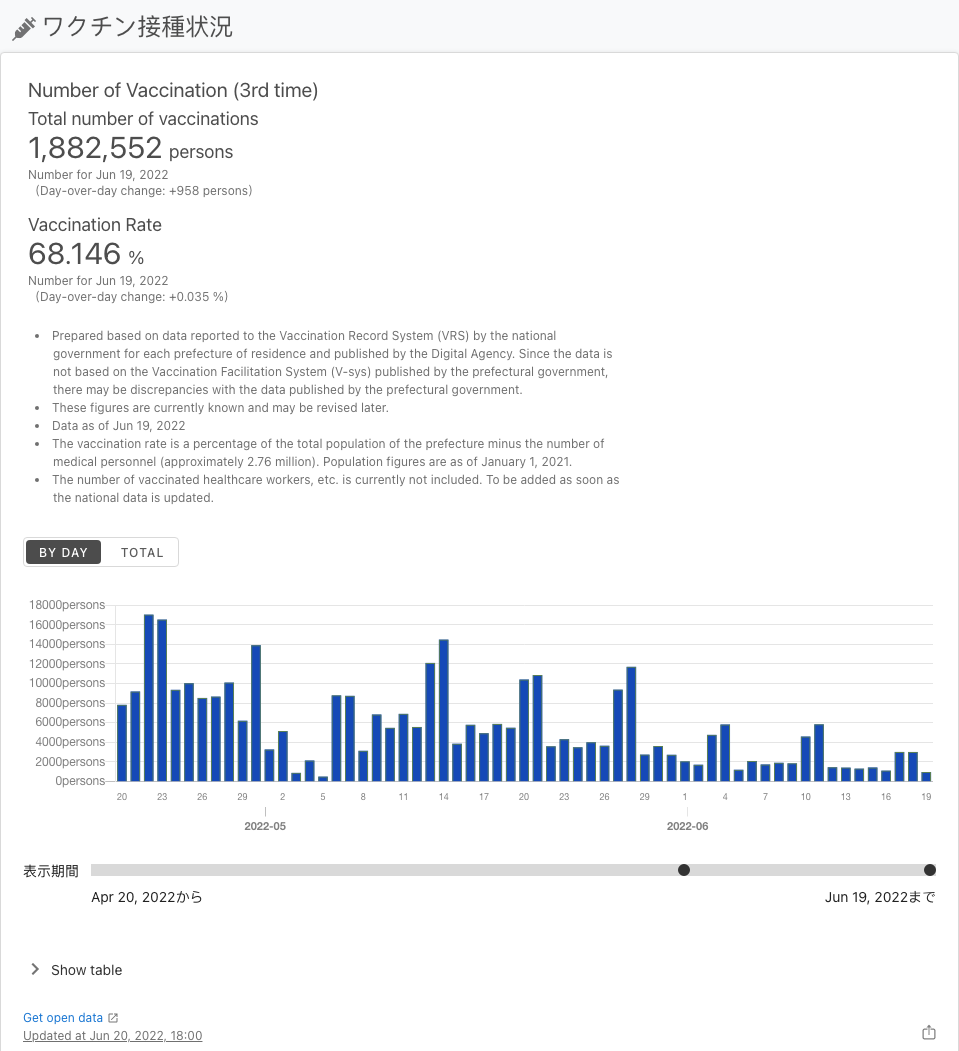 ワクチン接種状況
Number of Vaccination (3rd time)
Total number of vaccinations
1,882,552 persons
Number for Jun 19, 2022
(Day-over-day change: +958 persons)
Vaccination Rate
68.146 %
Number for Jun 19, 2022
(Day-over-day change: +0.035 %)
• Prepared based on data reported to the Vaccination Record System (VRS) by the national
government for each prefecture of residence and published by the Digital Agency. Since the data is
not based on the Vaccination Facilitation System (V-sys) published by the prefectural government,
there may be discrepancies with the data published by the prefectural government.
• These figures are currently known and may be revised later.
• Data as of Jun 19, 2022
• The vaccination rate is a percentage of the total population of the prefecture minus the number of
medical personnel (approximately 2.76 million). Population figures are as of January 1, 2021.
• The number of vaccinated healthcare workers, etc. is currently not included. To be added as soon as
the national data is updated.
BY DAY TOTAL
18000persons
16000persons
14000persons
12000persons
10000persons
8000persons
6000persons
4000persons
2000persons
0persons
20 23 26 29 2 5 8 11 14 17 20 23 26 29 1 4 7 10 13 16 19
2022-05 2022-06
表示期間
Apr 20, 2022から Jun 19, 2022まで
Show table
Get open data
Updated at Jun 20, 2022, 18:00